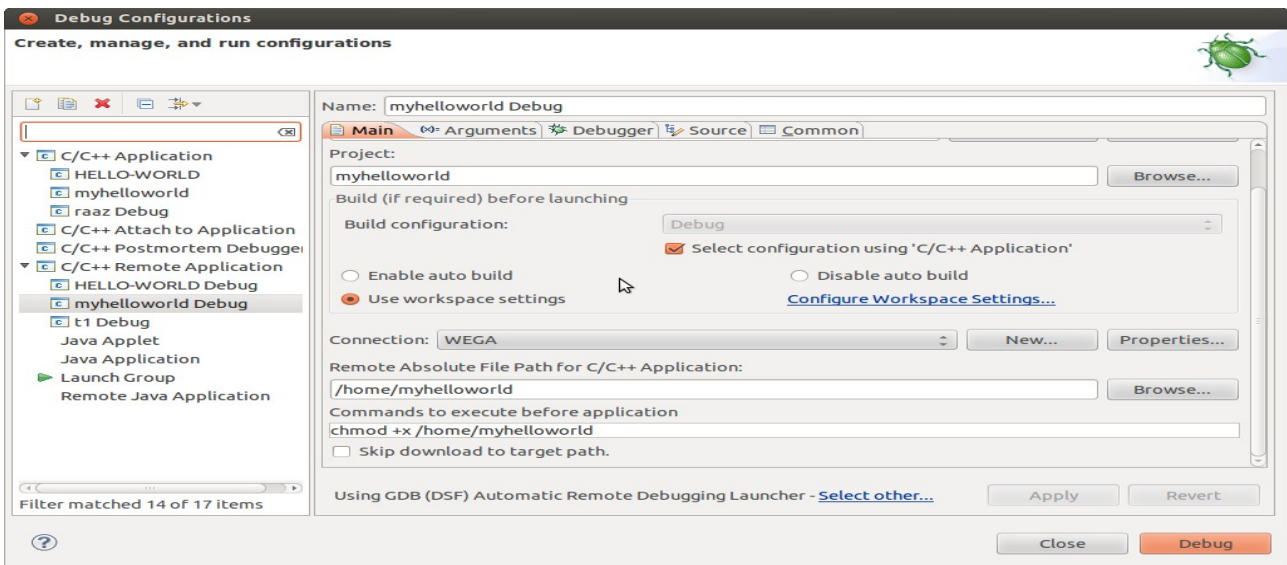 Debug Configurations
Create, manage, and run configurations
Name: myhelloworld Debug
Main (x)= Arguments Debugger Source Common
C/C++ Application
HELLO-WORLD
myhelloworld
raaz Debug
C/C++ Attach to Application
C/C++ Postmortem Debugger
C/C++ Remote Application
HELLO-WORLD Debug
myhelloworld Debug
t1 Debug
Java Applet
Java Application
Launch Group
Remote Java Application
Filter matched 14 of 17 items
Project:
myhelloworld Browse...
Build (if required) before launching
Build configuration: Debug
Select configuration using 'C/C++ Application'
Enable auto build Disable auto build
Use workspace settings Configure Workspace Settings...
Connection: WEGA New... Properties...
Remote Absolute File Path for C/C++ Application:
/home/myhelloworld Browse...
Commands to execute before application
chmod +x /home/myhelloworld
Skip download to target path.
Using GDB (DSF) Automatic Remote Debugging Launcher - Select other... Apply Revert
Close Debug